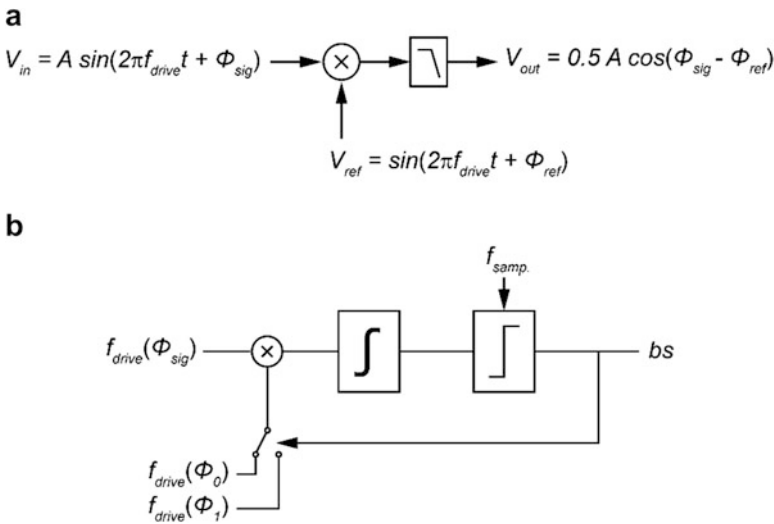 a
V_in = A sin(2πf_drive t + Φ_sig)
V_out = 0.5 A cos(Φ_sig - Φ_ref)
V_ref = sin(2πf_drive t + Φ_ref)
b
f_samp.
f_drive(Φ_sig)
bs
f_drive(Φ_0)
f_drive(Φ_1)